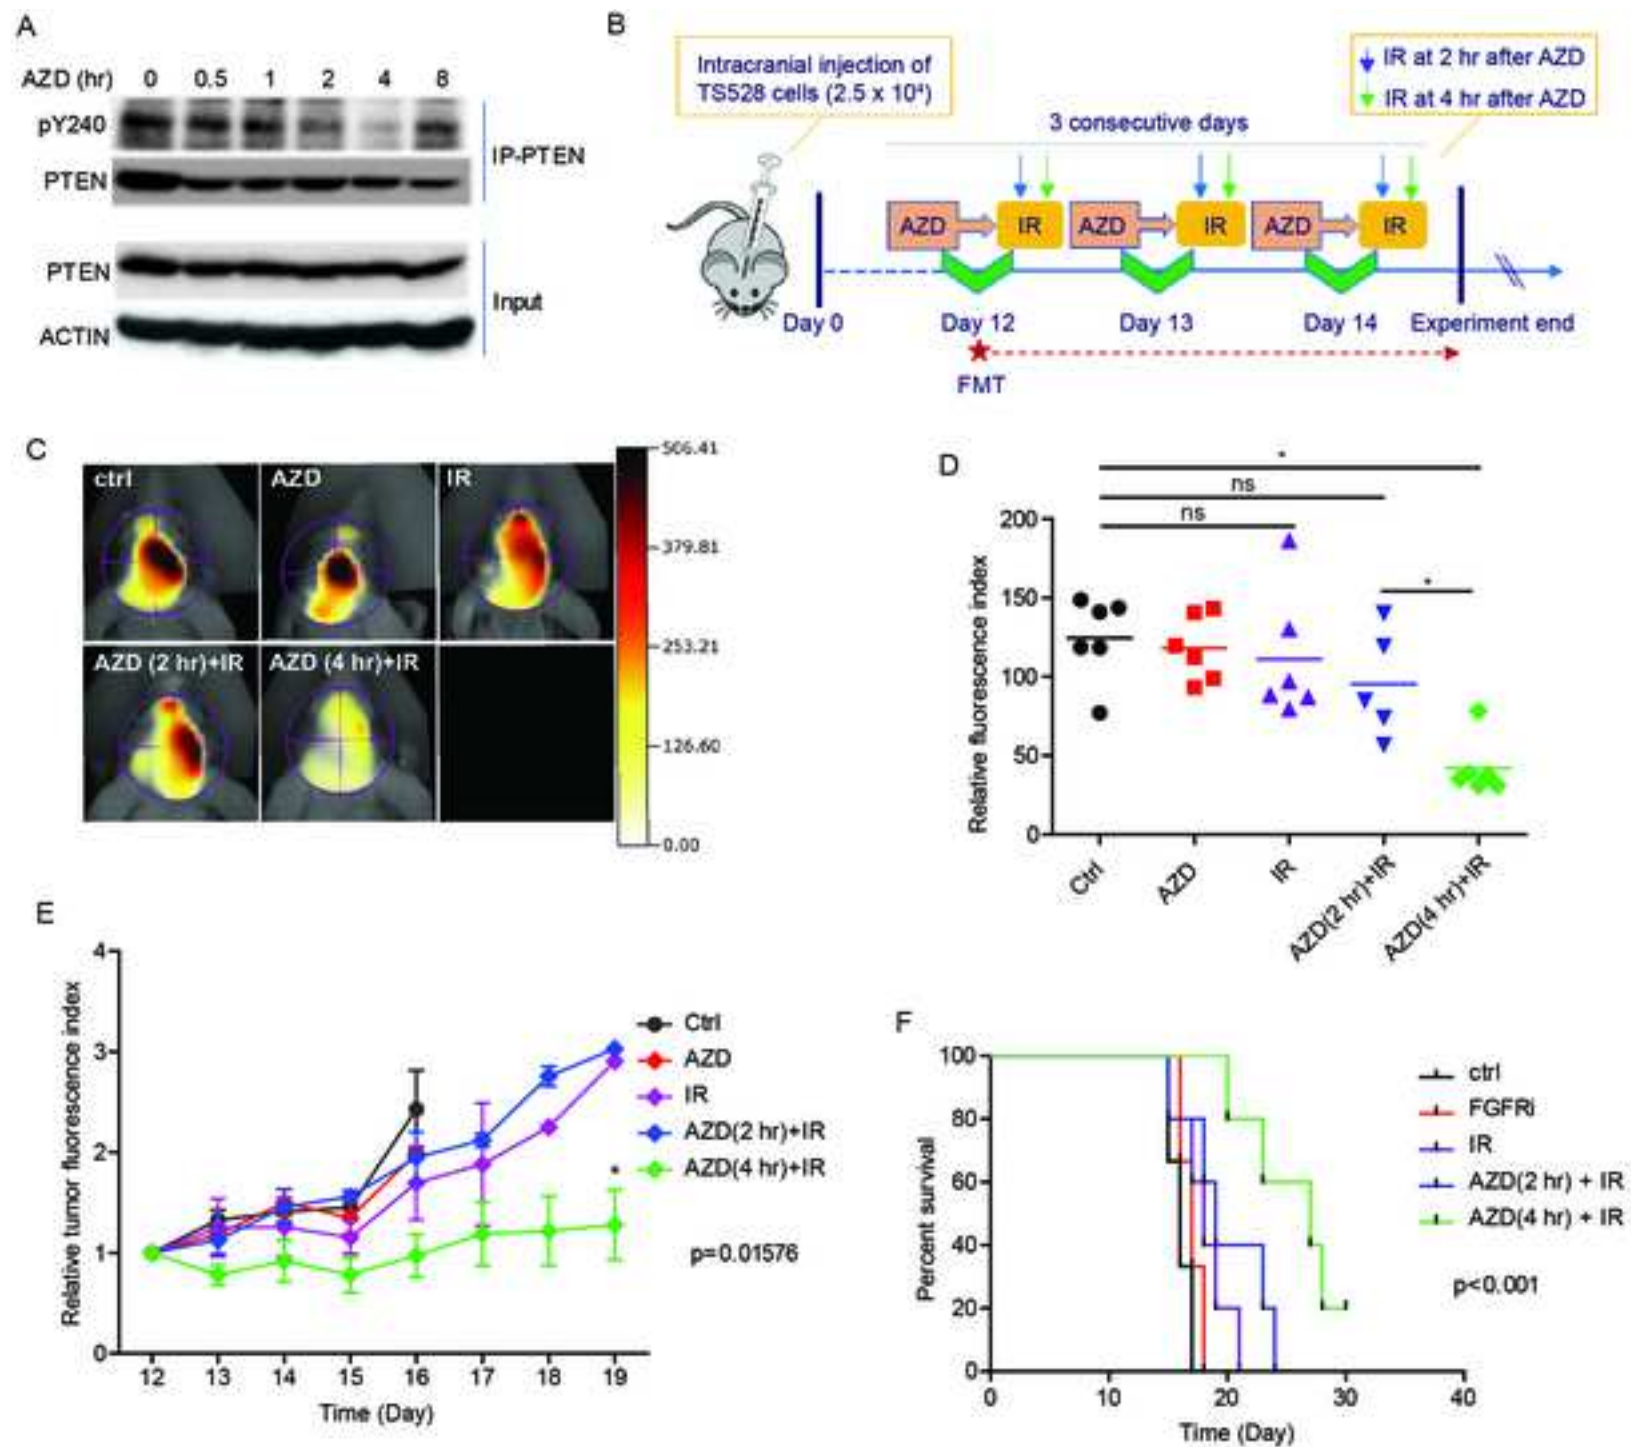 A
AZD (hr) 0 0.5 1 2 4 8
pY240
PTEN
IP-PTEN
PTEN
ACTIN
Input
B
Intracranial injection of
TS528 cells (2.5 x 10⁴)
IR at 2 hr after AZD
IR at 4 hr after AZD
3 consecutive days
AZD IR AZD IR AZD IR
Day 0 Day 12 Day 13 Day 14 Experiment end
FMT
C
ctrl AZD IR
AZD (2 hr)+IR AZD (4 hr)+IR
506.41
379.81
253.21
126.60
0.00
D
*
ns
ns
*
Relative fluorescence index
200
150
100
50
0
Ctrl AZD IR AZD(2 hr)+IR AZD(4 hr)+IR
E
Relative tumor fluorescence index
4
3
2
1
0
12 13 14 15 16 17 18 19
Time (Day)
Ctrl
AZD
IR
AZD(2 hr)+IR
AZD(4 hr)+IR
*
p=0.01576
F
Percent survival
100
80
60
40
20
0
0 10 20 30 40
Time (Day)
ctrl
FGFRi
IR
AZD(2 hr) + IR
AZD(4 hr) + IR
p<0.001